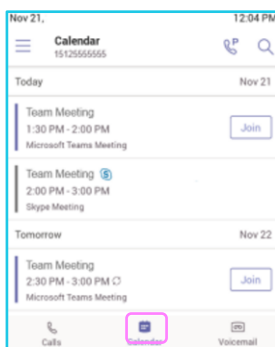 Nov 21, 12:04 PM
Calendar
15125555555
Today Nov 21
Team Meeting
1:30 PM - 2:00 PM
Microsoft Teams Meeting
Join
Team Meeting
2:00 PM - 3:00 PM
Skype Meeting
Tomorrow Nov 22
Team Meeting
2:30 PM - 3:00 PM
Microsoft Teams Meeting
Join
Calls Calendar Voicemail